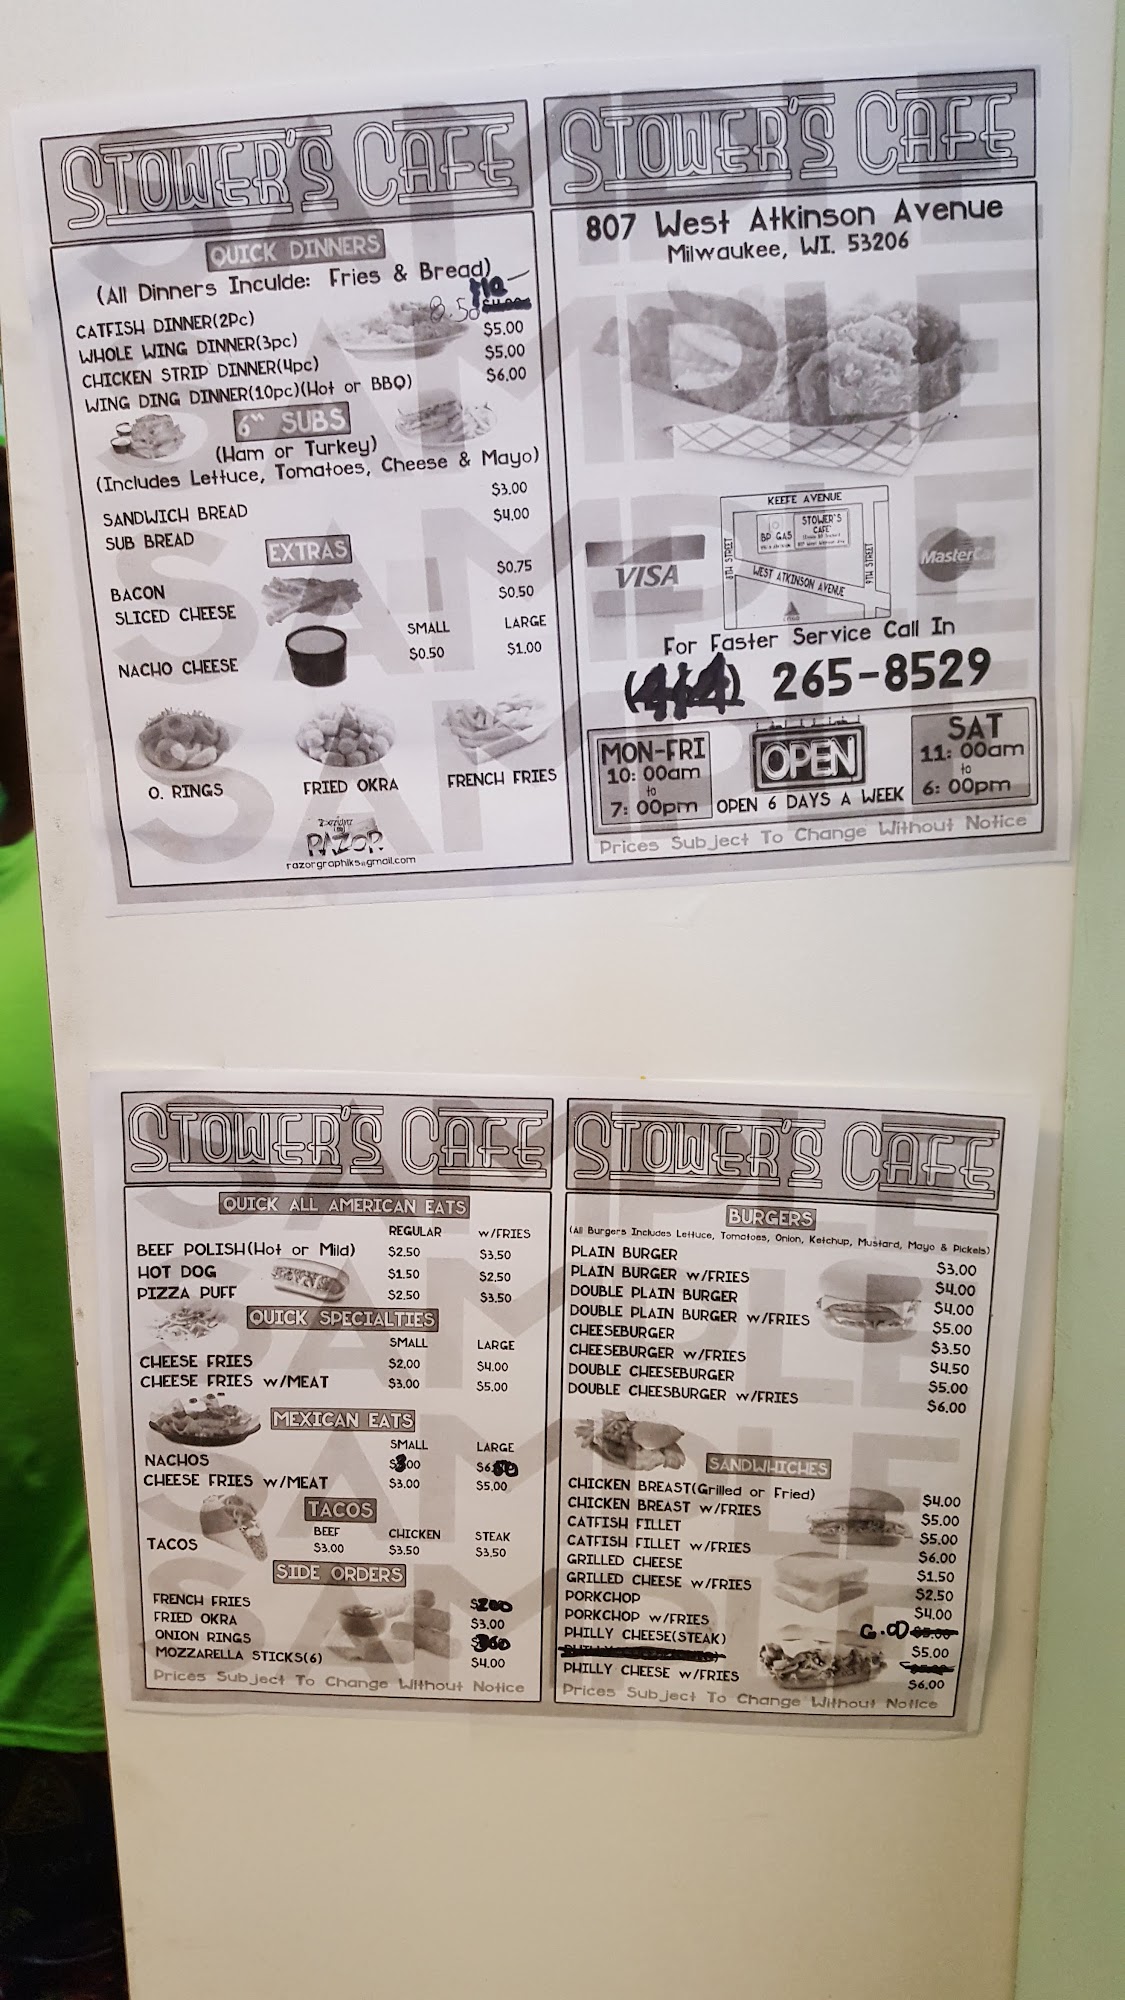 STOWER'S CAFE
QUICK DINNERS
(All Dinners Inculde: Fries & Bread)
CATFISH DINNER(2Pc) 8.50
WHOLE WING DINNER(3pc) $5.00
CHICKEN STRIP DINNER(4pc) $5.00
WING DING DINNER(10pc)(Hot or BBQ) $6.00
6" SUBS
(Ham or Turkey)
(Includes Lettuce, Tomatoes, Cheese & Mayo)
SANDWICH BREAD $3.00
SUB BREAD $4.00
EXTRAS
BACON $0.75
SLICED CHEESE $0.50
SMALL LARGE
NACHO CHEESE $0.50 $1.00
O. RINGS FRIED OKRA FRENCH FRIES
RAZOR
razorgraphiks@gmail.com
STOWER'S CAFE
807 West Atkinson Avenue
Milwaukee, WI. 53206
KEEFE AVENUE
STOWER'S
CAFE
BP GAS
8TH STREET
9TH STREET
WEST ATKINSON AVENUE
VISA
MasterCard
For Faster Service Call In
(414) 265-8529
MON-FRI
10:00am
to
7:00pm
OPEN
OPEN 6 DAYS A WEEK
SAT
11:00am
to
6:00pm
Prices Subject To Change Without Notice
SAMPLE
STOWER'S CAFE
QUICK ALL AMERICAN EATS
REGULAR w/FRIES
BEEF POLISH(Hot or Mild) $2.50 $3.50
HOT DOG $1.50 $2.50
PIZZA PUFF $2.50 $3.50
QUICK SPECIALTIES
SMALL LARGE
CHEESE FRIES $2.00 $4.00
CHEESE FRIES w/MEAT $3.00 $5.00
MEXICAN EATS
SMALL LARGE
NACHOS $3.00
CHEESE FRIES w/MEAT $3.00 $5.00
TACOS
BEEF CHICKEN STEAK
TACOS $3.00 $3.50 $3.50
SIDE ORDERS
FRENCH FRIES
FRIED OKRA $3.00
ONION RINGS
MOZZARELLA STICKS(6) $4.00
Prices Subject To Change Without Notice
STOWER'S CAFE
BURGERS
(All Burgers Includes Lettuce, Tomatoes, Onion, Ketchup, Mustard, Mayo & Pickels)
PLAIN BURGER $3.00
PLAIN BURGER w/FRIES $4.00
DOUBLE PLAIN BURGER $4.00
DOUBLE PLAIN BURGER w/FRIES $5.00
CHEESEBURGER $3.50
CHEESEBURGER w/FRIES $4.50
DOUBLE CHEESEBURGER $5.00
DOUBLE CHEESBURGER w/FRIES $6.00
SANDWHICHES
CHICKEN BREAST(Grilled or Fried) $4.00
CHICKEN BREAST w/FRIES $5.00
CATFISH FILLET $5.00
CATFISH FILLET w/FRIES $6.00
GRILLED CHEESE $1.50
GRILLED CHEESE w/FRIES $2.50
PORKCHOP $4.00
PORKCHOP w/FRIES 6.00 $5.00
PHILLY CHEESE(STEAK) $5.00
PHILLY CHEESE w/FRIES $6.00
Prices Subject To Change Without Notice
SAMPLE